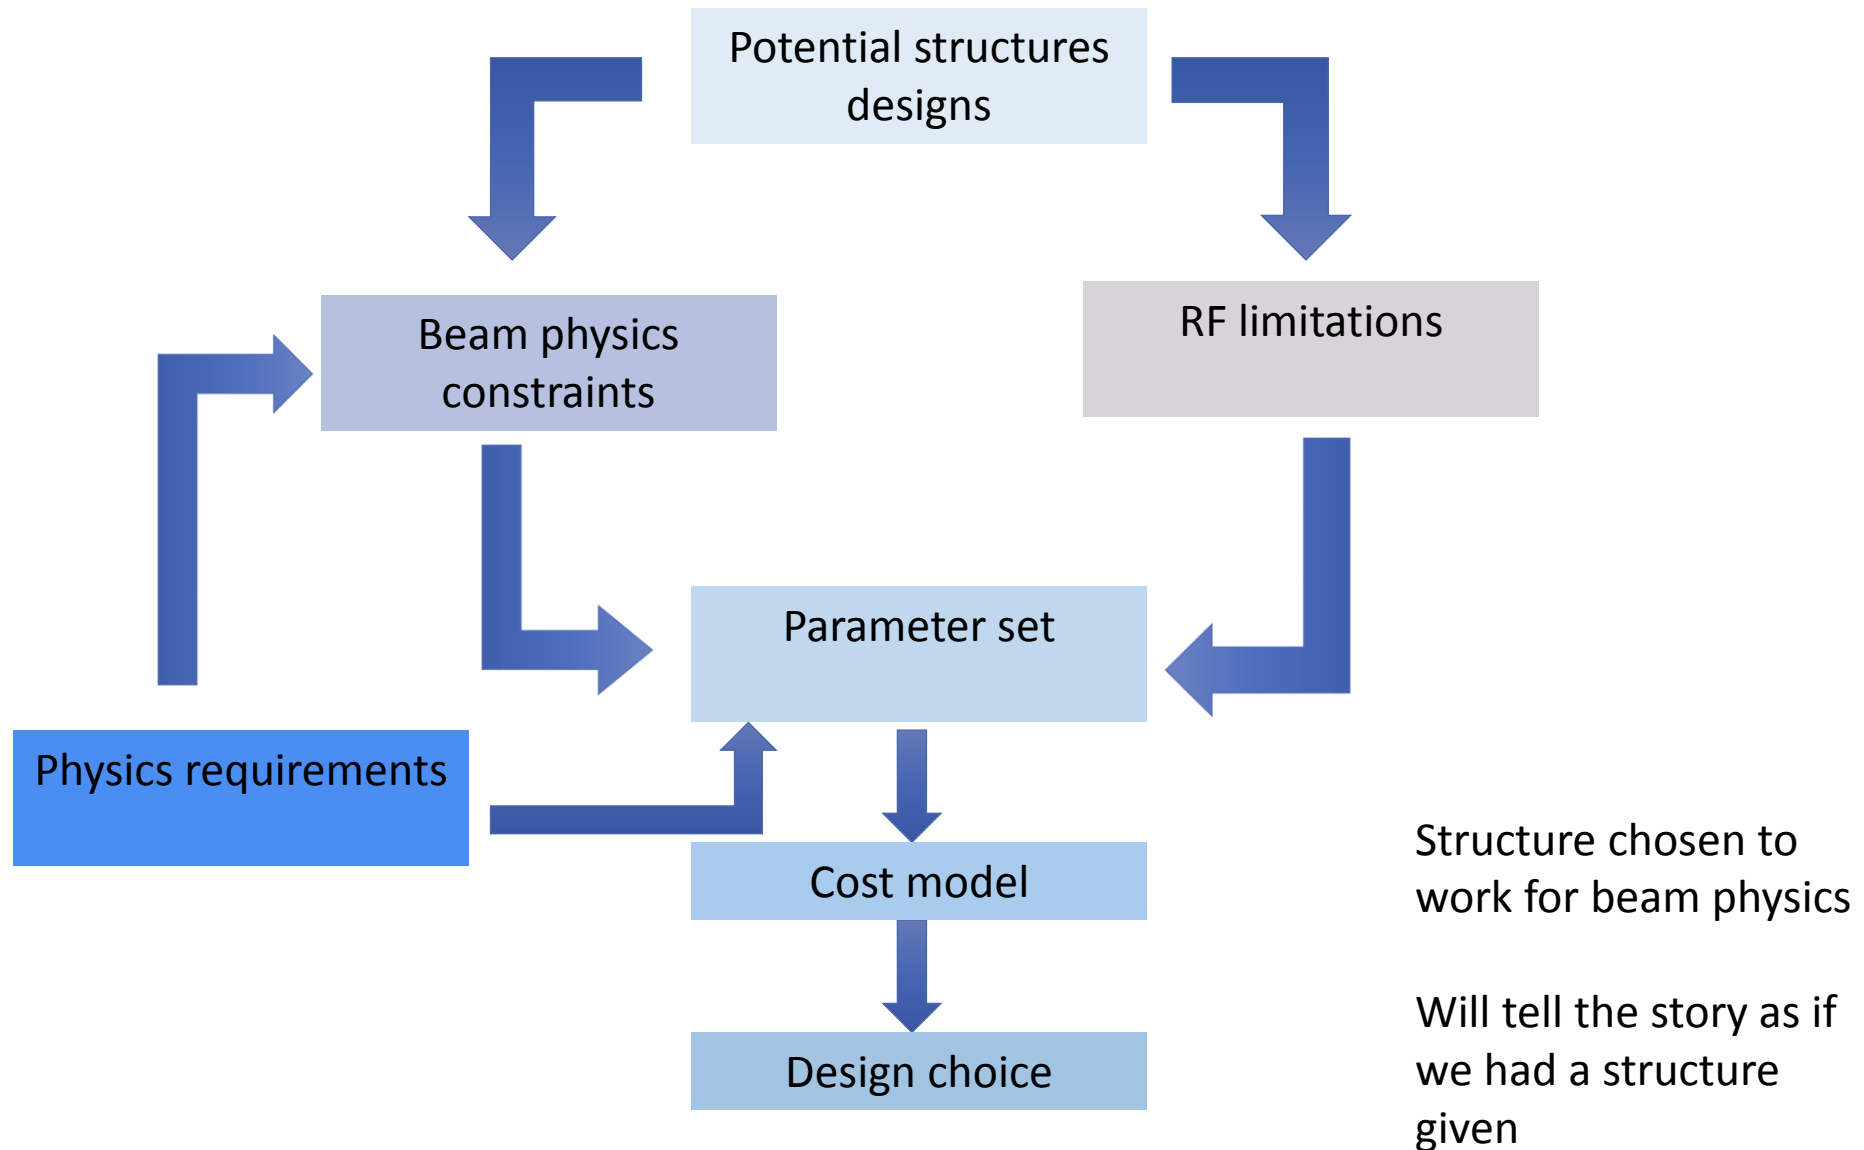 Potential structures
designs
Beam physics
constraints
RF limitations
Parameter set
Physics requirements
Cost model
Design choice
Structure chosen to
work for beam physics
Will tell the story as if
we had a structure
given